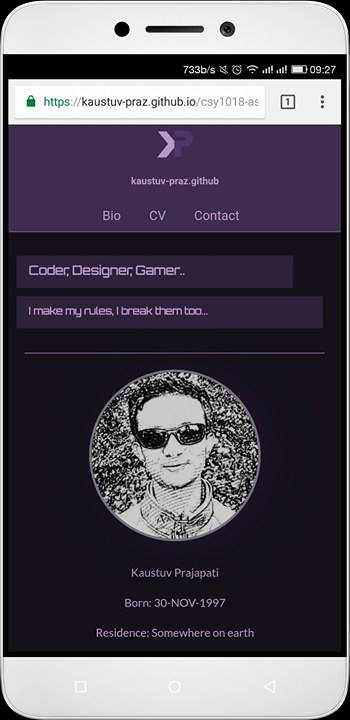 733b/s 09:27
https://kaustuv-praz.github.io/csy1018-as
1
KP
kaustuv-praz.github
Bio CV Contact
Coder, Designer, Gamer..
I make my rules, I break them too...
Kaustuv Prajapati
Born: 30-NOV-1997
Residence: Somewhere on earth